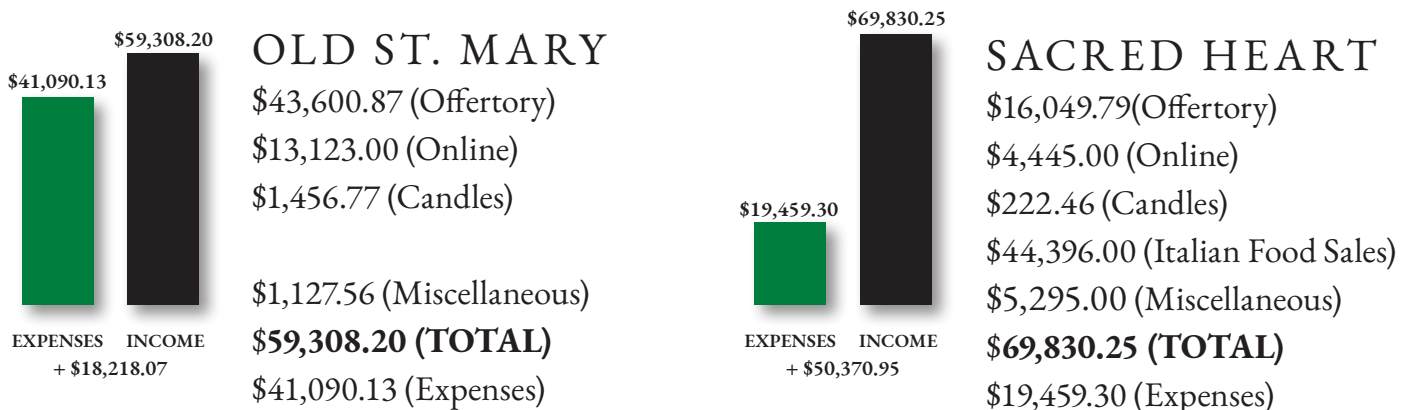 $59,308.20
$41,090.13
EXPENSES INCOME
+ $18,218.07
OLD ST. MARY
$43,600.87 (Offertory)
$13,123.00 (Online)
$1,456.77 (Candles)
$1,127.56 (Miscellaneous)
$59,308.20 (TOTAL)
$41,090.13 (Expenses)
$69,830.25
$19,459.30
EXPENSES INCOME
+ $50,370.95
SACRED HEART
$16,049.79(Offertory)
$4,445.00 (Online)
$222.46 (Candles)
$44,396.00 (Italian Food Sales)
$5,295.00 (Miscellaneous)
$69,830.25 (TOTAL)
$19,459.30 (Expenses)